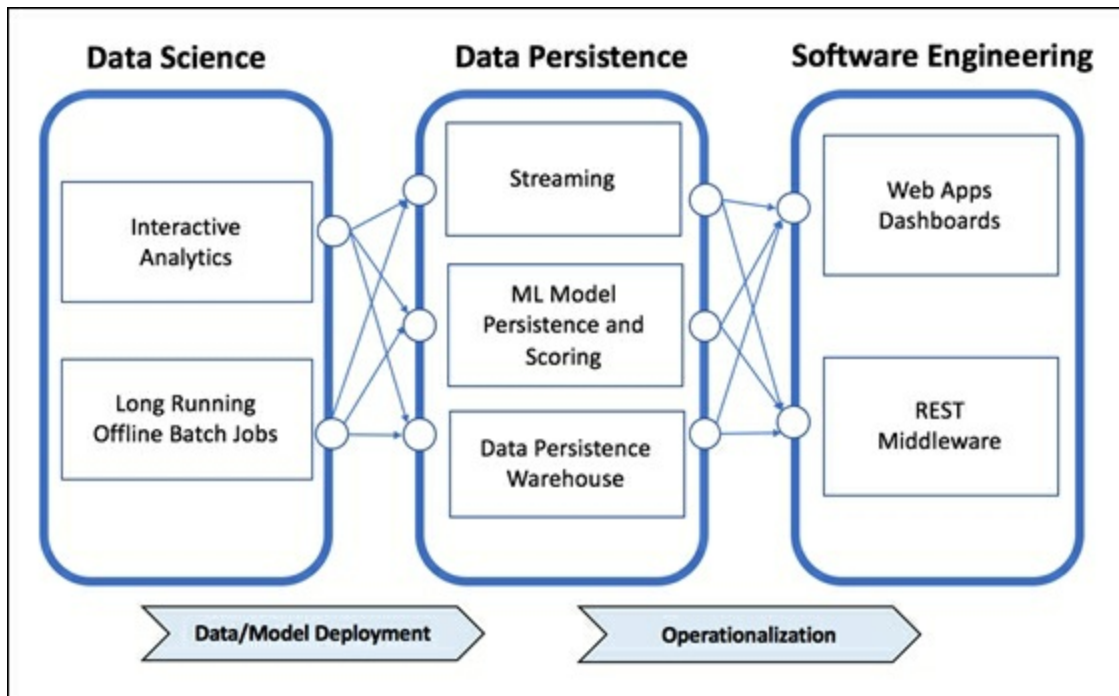 Data Science
Data Persistence
Software Engineering
Interactive
Analytics
Long Running
Offline Batch Jobs
Streaming
ML Model
Persistence and
Scoring
Data Persistence
Warehouse
Web Apps
Dashboards
REST
Middleware
Data/Model Deployment
Operationalization